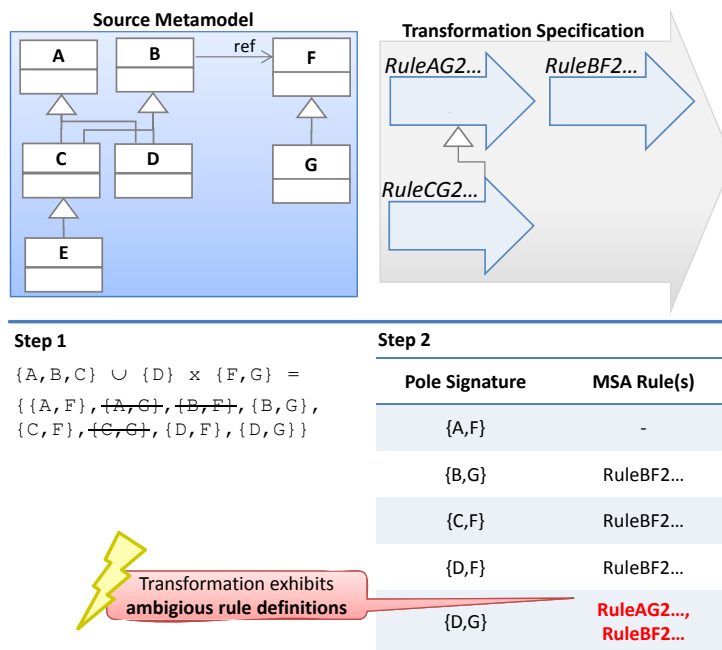 Source Metamodel
Transformation Specification
A
B
ref
F
C
D
G
E
RuleAG2...
RuleBF2...
RuleCG2...
Step 1
{A,B,C} ∪ {D} x {F,G} =
{{A,F},{A,G},{B,F},{B,G},
{C,F},{C,G},{D,F},{D,G}}
Step 2
Pole Signature MSA Rule(s)
{A,F} -
{B,G} RuleBF2...
{C,F} RuleBF2...
{D,F} RuleBF2...
{D,G} RuleAG2...,
RuleBF2...
Transformation exhibits
ambigious rule definitions